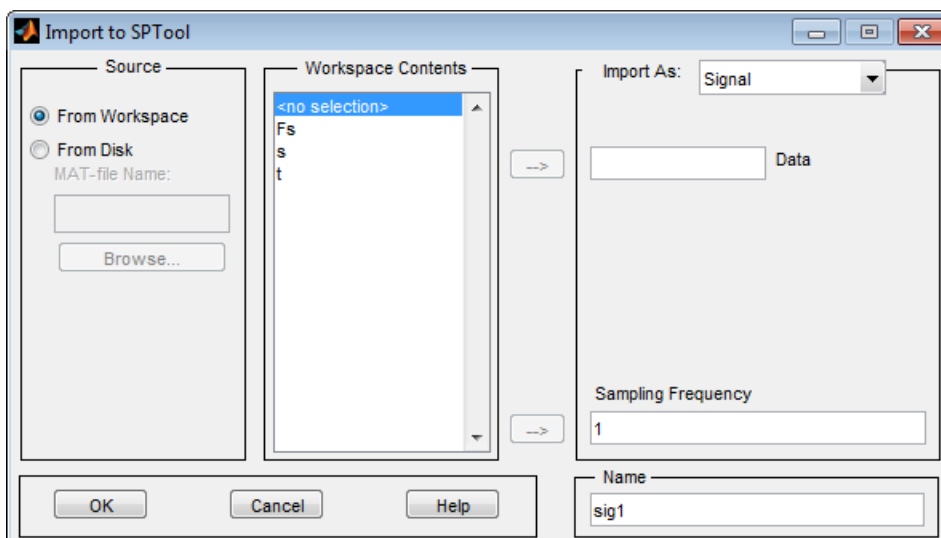 Import to SPTool
Source
From Workspace
From Disk
MAT-file Name:
Browse...
Workspace Contents
<no selection>
Fs
s
t
-->
-->
Import As:
Signal
Data
Sampling Frequency
1
OK
Cancel
Help
Name
sig1